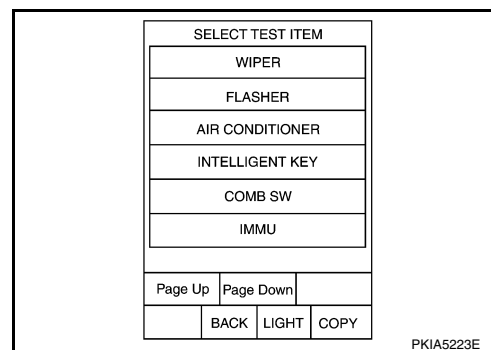 SELECT TEST ITEM
WIPER
FLASHER
AIR CONDITIONER
INTELLIGENT KEY
COMB SW
IMMU
Page Up Page Down
BACK LIGHT COPY
PKIA5223E